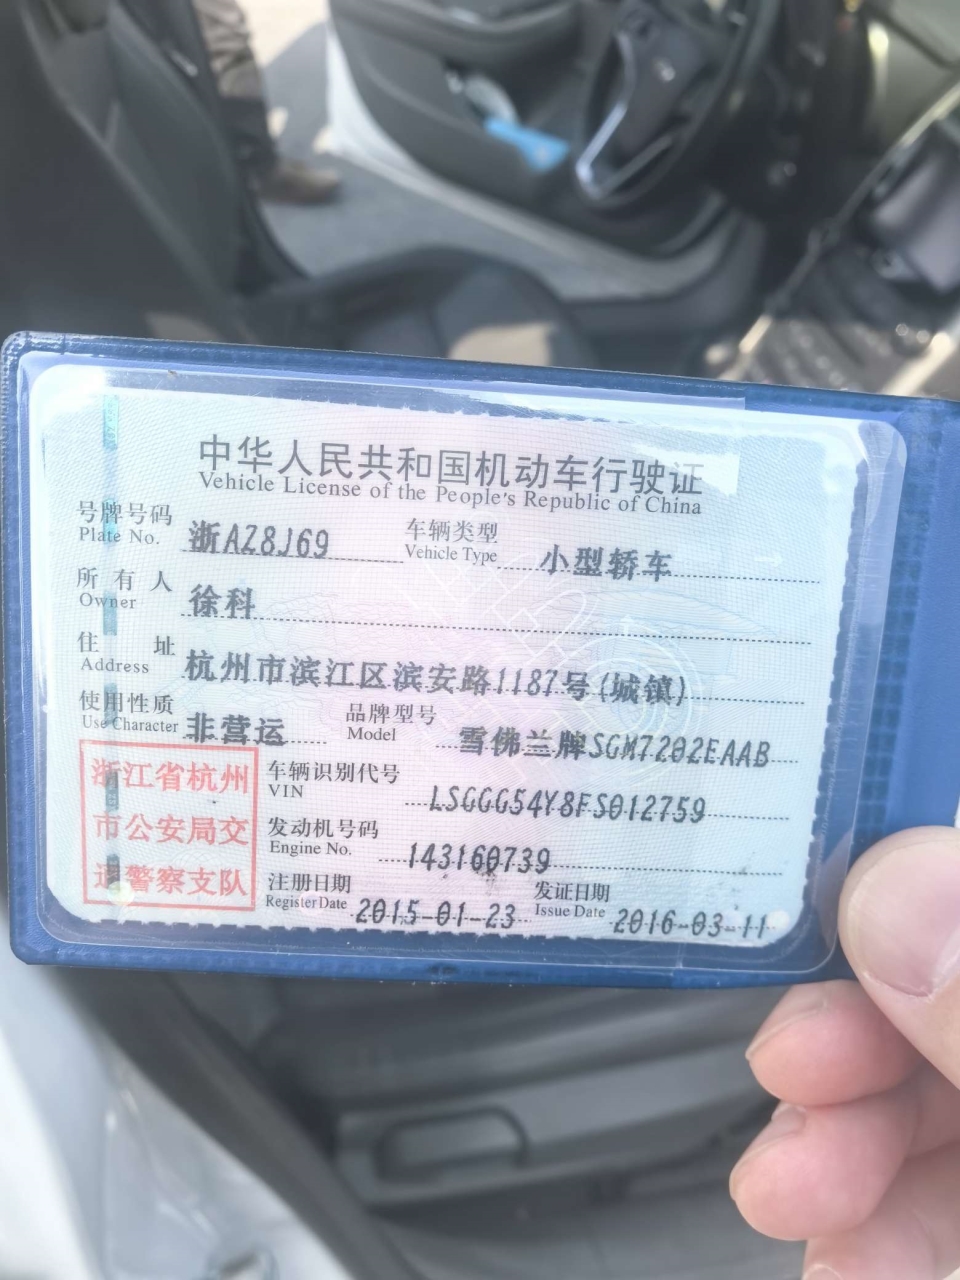 中华人民共和国机动车行驶证
Vehicle License of the People's Republic of China
号牌号码 浙AZ8J69 车辆类型 小型轿车
Plate No. Vehicle Type
所有人 徐科
Owner
住址 杭州市滨江区滨安路1187号(城镇)
Address
使用性质 非营运 品牌型号 雪佛兰牌SGM7202EAAB
Use Character Model
浙江省杭州
市公安局交
通警察支队
车辆识别代号 LSGGG54Y8FS012759
VIN
发动机号码 143160739
Engine No.
注册日期 2015-01-23 发证日期 2016-03-11
Register Date Issue Date